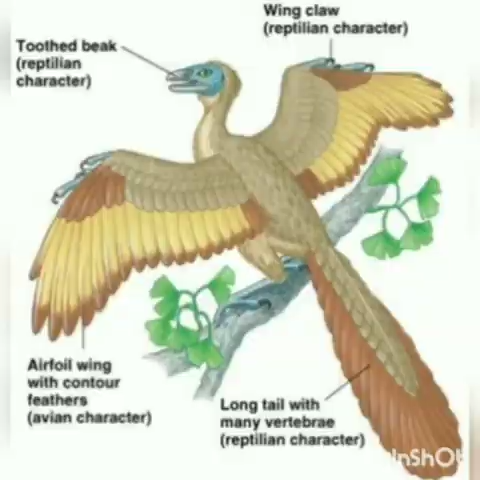 Wing claw
(reptilian character)
Toothed beak
(reptilian
character)
Airfoil wing
with contour
feathers
(avian character)
Long tail with
many vertebrae
(reptilian character)